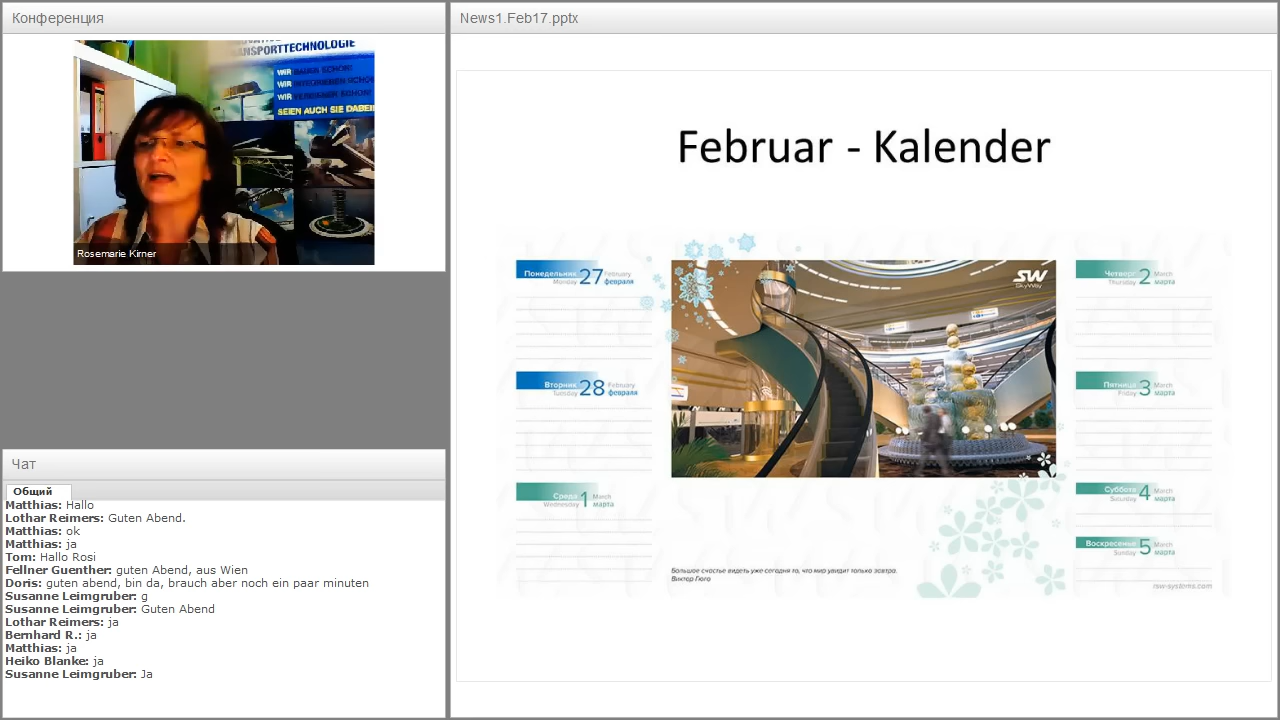 Конференция
News1.Feb17.pptx
TRANSPORTTECHNOLOGIE
WIR
WIR
WIR
SEIEN AUCH SIE DABEI
Rosemarie Kirner
Februar - Kalender
Понедельник 27 February
Monday февраля
Вторник 28 February
Tuesday февраля
Среда 1 March
Wednesday марта
SW
SkyWay
Четверг 2 March
Thursday марта
Пятница 3 March
Friday марта
Суббота 4 March
Saturday марта
Воскресенье 5 March
Sunday марта
Большое счастье видеть уже сегодня то, что мир увидит только завтра.
Виктор Гюго
rsw-systems.com
Чат
Общий
Matthias: Hallo
Lothar Reimers: Guten Abend.
Matthias: ok
Matthias: ja
Tom: Hallo Rosi
Fellner Guenther: guten Abend, aus Wien
Doris: guten abend, bin da, brauch aber noch ein paar minuten
Susanne Leimgruber: g
Susanne Leimgruber: Guten Abend
Lothar Reimers: ja
Bernhard R.: ja
Matthias: ja
Heiko Blanke: ja
Susanne Leimgruber: Ja